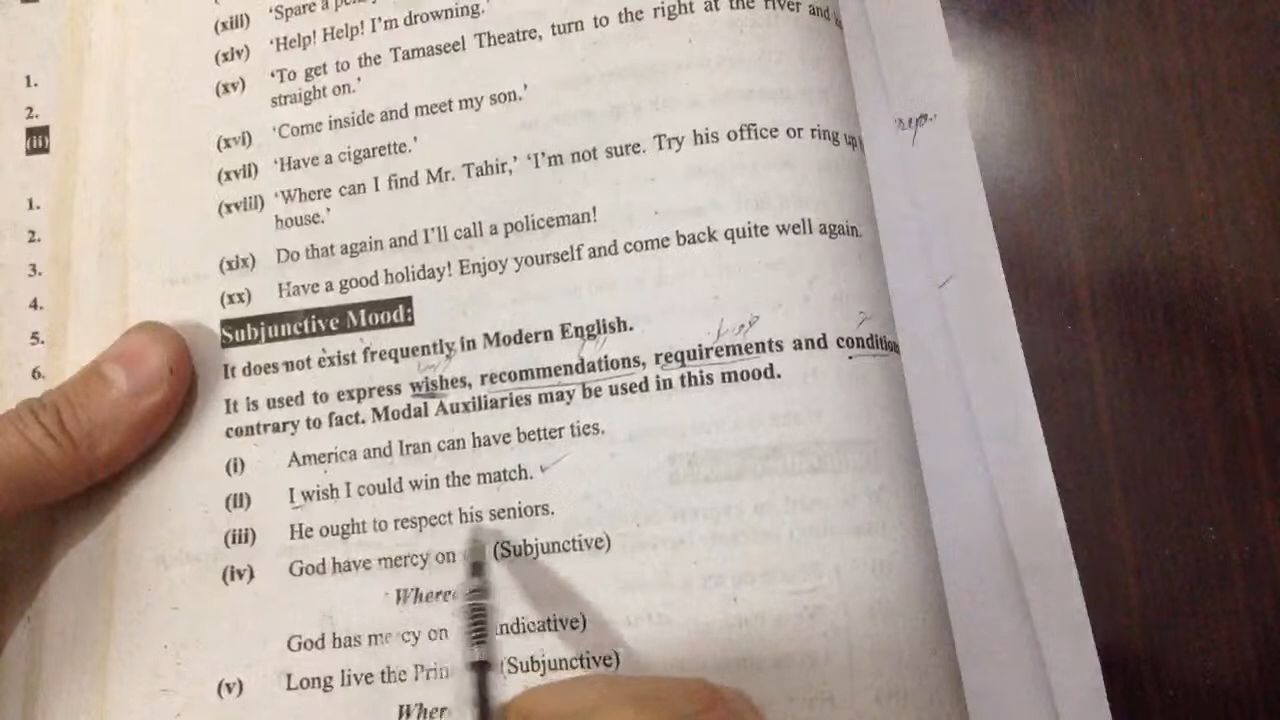 1.
2.
(ii)
1.
2.
3.
4.
5.
6.
(xiii) 'Spare a
(xiv) 'Help! Help! I'm drowning.'
(xv) 'To get to the Tamaseel Theatre, turn to the right at the river and
straight on.'
(xvi) 'Come inside and meet my son.'
(xvii) 'Have a cigarette.'
(xviii) 'Where can I find Mr. Tahir,' 'I'm not sure. Try his office or ring up
house.'
(xix) Do that again and I'll call a policeman!
(xx) Have a good holiday! Enjoy yourself and come back quite well again.
Subjunctive Mood:
It does not exist frequently in Modern English.
It is used to express wishes, recommendations, requirements and condition
contrary to fact. Modal Auxiliaries may be used in this mood.
(i) America and Iran can have better ties.
(ii) I wish I could win the match.
(iii) He ought to respect his seniors.
(iv) God have mercy on (Subjunctive)
Where
God has mercy on indicative)
(v) Long live the Prin (Subjunctive)
Wher